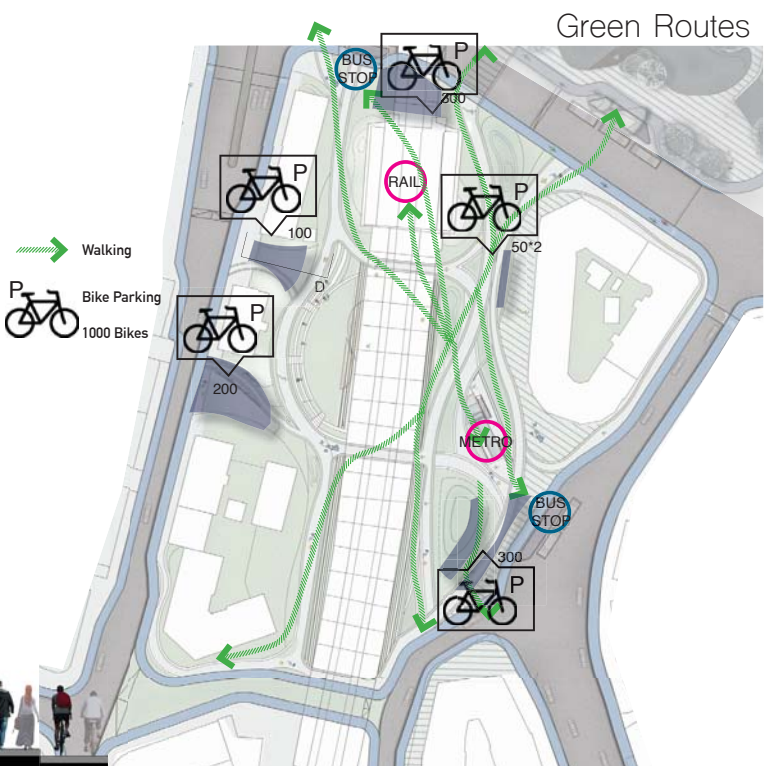 Green Routes
P
BUS
STOP
300
P
RAIL
P
100
50*2
D'
Walking
P
Bike Parking
1000 Bikes
P
200
METRO
BUS
STOP
300
P